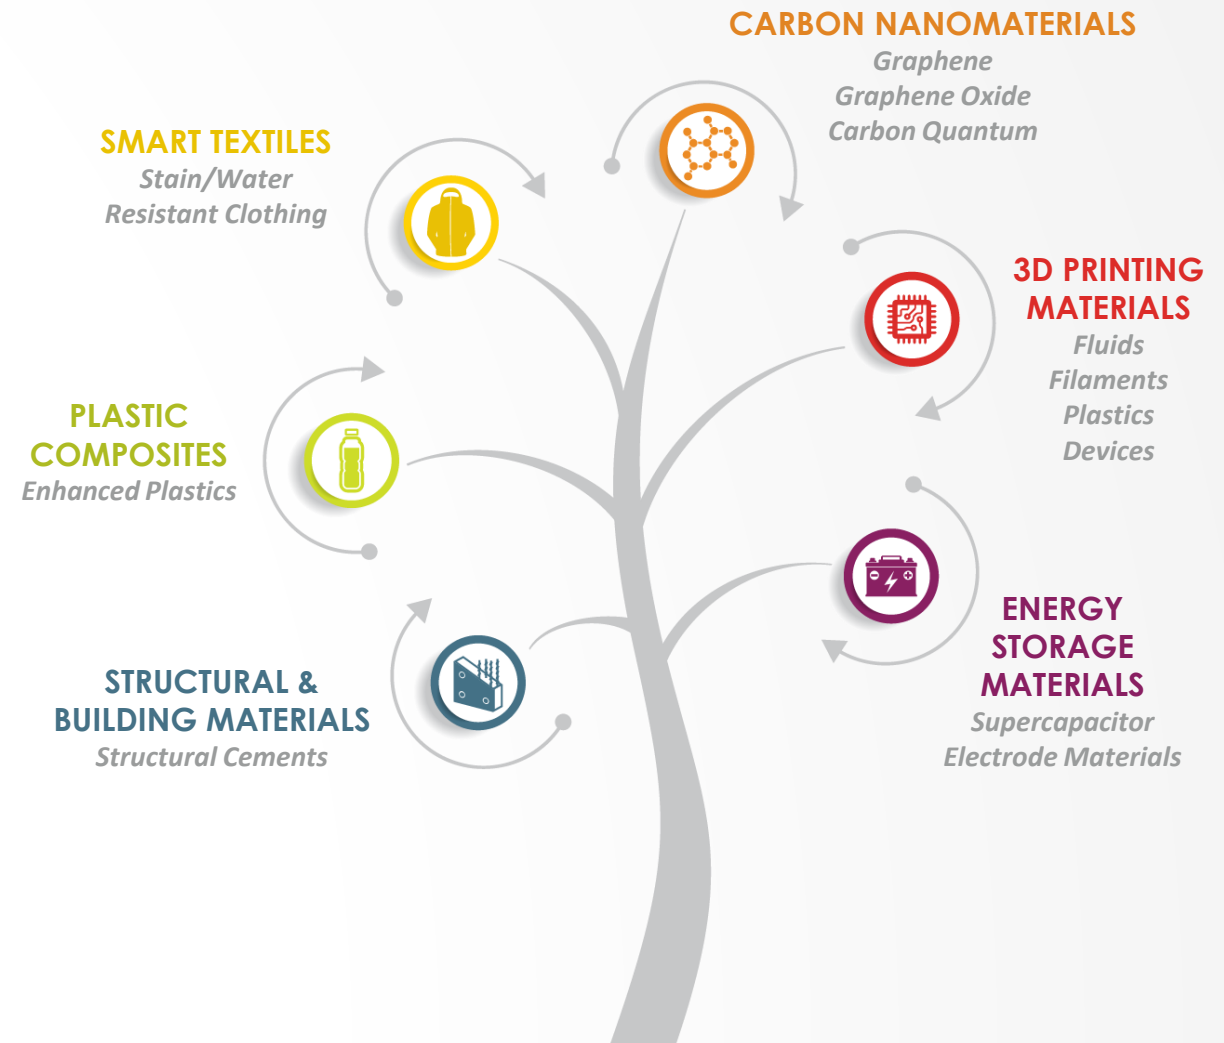 CARBON NANOMATERIALS
Graphene
Graphene Oxide
Carbon Quantum
SMART TEXTILES
Stain/Water
Resistant Clothing
3D PRINTING
MATERIALS
Fluids
Filaments
Plastics
Devices
PLASTIC
COMPOSITES
Enhanced Plastics
ENERGY
STORAGE
MATERIALS
Supercapacitor
Electrode Materials
STRUCTURAL &
BUILDING MATERIALS
Structural Cements